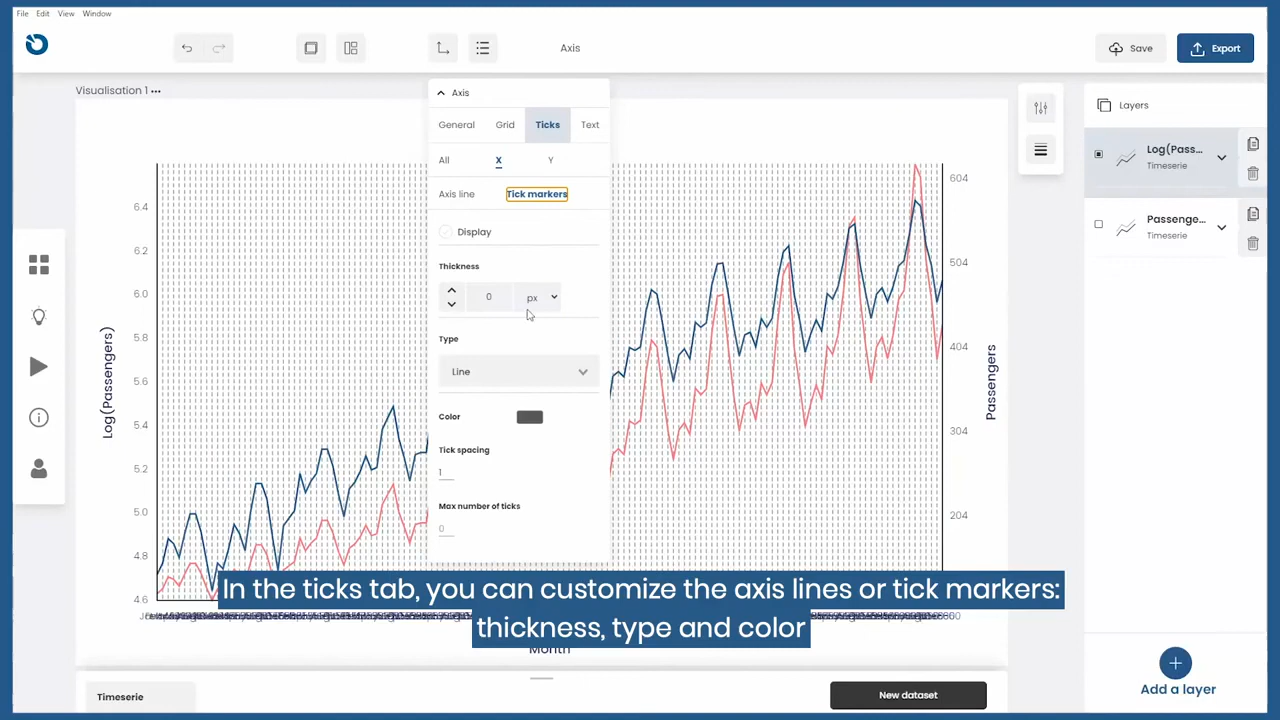 File Edit View Window
Axis
Save
Export
Visualisation 1 •••
Axis
Layers
General Grid Ticks Text
All X Y
Axis line Tick markers
Display
Thickness
0 px
Type
Line
Color
Tick spacing
1
Max number of ticks
0
Log(Passengers)
6.4
6.2
6.0
5.8
5.6
5.4
5.2
5.0
4.8
4.6
604
504
404
304
204
Passengers
Month
Log(Pass...
Timeserie
Passenge...
Timeserie
In the ticks tab, you can customize the axis lines or tick markers:
thickness, type and color
Timeserie
New dataset
Add a layer